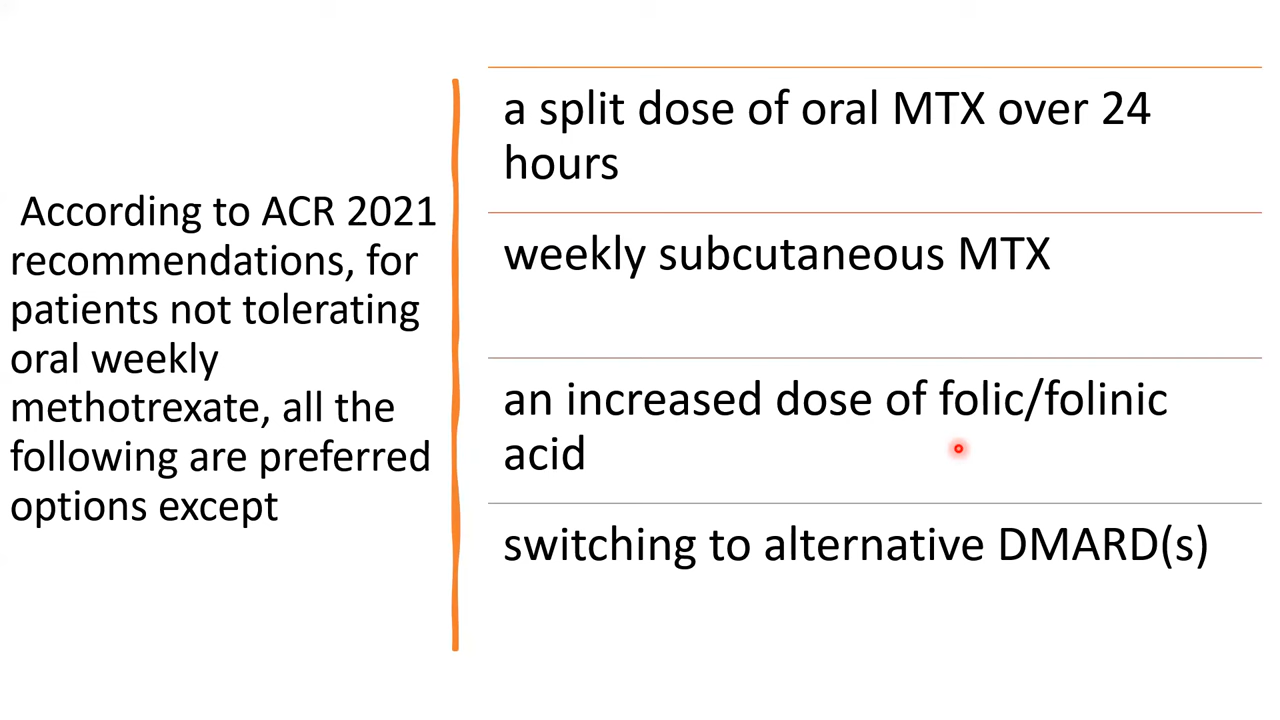 According to ACR 2021
recommendations, for
patients not tolerating
oral weekly
methotrexate, all the
following are preferred
options except
a split dose of oral MTX over 24
hours
weekly subcutaneous MTX
an increased dose of folic/folinic
acid
switching to alternative DMARD(s)